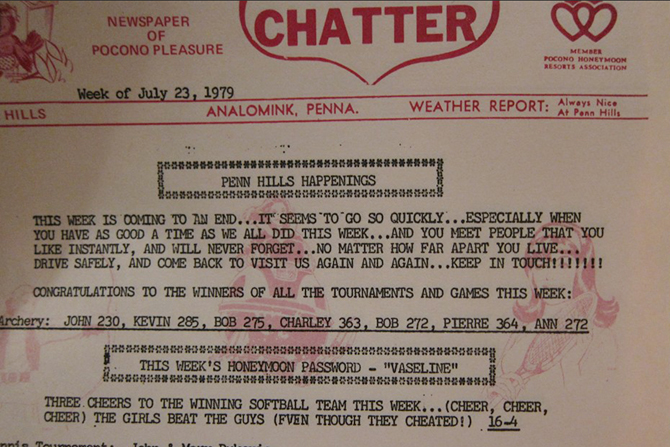 NEWSPAPER
OF
POCONO PLEASURE
CHATTER
MEMBER
POCONO HONEYMOON
RESORTS ASSOCIATION
Week of July 23, 1979
HILLS
ANALOMINK, PENNA.
WEATHER REPORT: Always Nice
At Penn Hills
PENN HILLS HAPPENINGS
THIS WEEK IS COMING TO AN END...IT SEEMS TO GO SO QUICKLY...ESPECIALLY WHEN
YOU HAVE AS GOOD A TIME AS WE ALL DID THIS WEEK...AND YOU MEET PEOPLE THAT YOU
LIKE INSTANTLY, AND WILL NEVER FORGET...NO MATTER HOW FAR APART YOU LIVE...
DRIVE SAFELY, AND COME BACK TO VISIT US AGAIN AND AGAIN...KEEP IN TOUCH!!!!!!!
CONGRATULATIONS TO THE WINNERS OF ALL THE TOURNAMENTS AND GAMES THIS WEEK:
Archery: JOHN 230, KEVIN 285, BOB 275, CHARLEY 363, BOB 272, PIERRE 364, ANN 272
THIS WEEK'S HONEYMOON PASSWORD - "VASELINE"
THREE CHEERS TO THE WINNING SOFTBALL TEAM THIS WEEK...(CHEER, CHEER,
CHEER) THE GIRLS BEAT THE GUYS (FVEN THOUGH THEY CHEATED!) 16-4